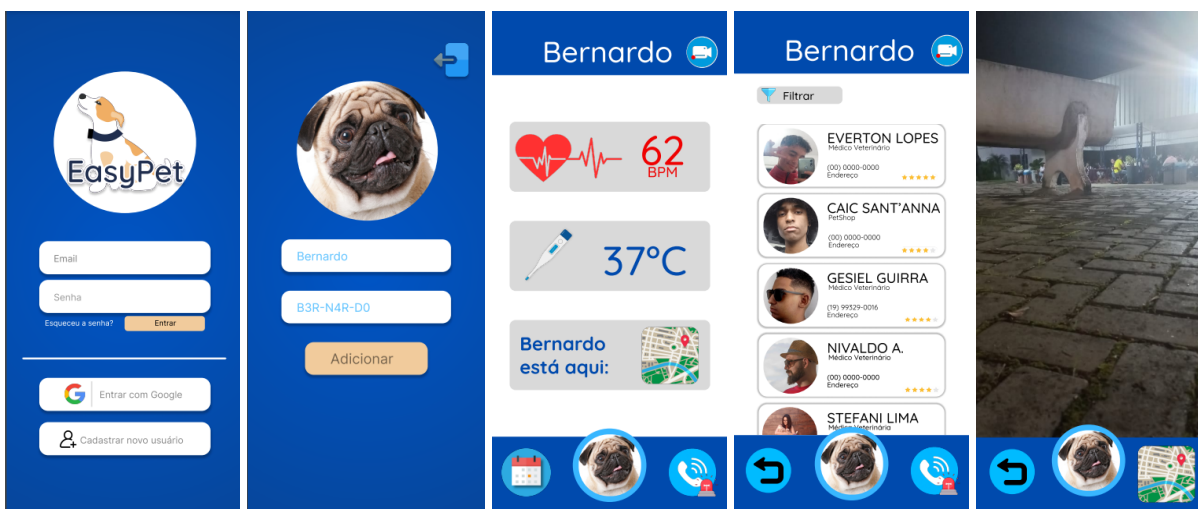 EasyPet
Email
Senha
Esqueceu a senha?
Entrar
Entrar com Google
Cadastrar novo usuário
Bernardo
B3R-N4R-D0
Adicionar
Bernardo
62
BPM
37°C
Bernardo
está aqui:
Bernardo
Filtrar
EVERTON LOPES
Médico Veterinário
(00) 0000-0000
Endereço
CAIC SANT'ANNA
PetShop
(00) 0000-0000
Endereço
GESIEL GUIRRA
Médico Veterinário
(19) 99329-0016
Endereço
NIVALDO A.
Médico Veterinário
(00) 0000-0000
Endereço
STEFANI LIMA
Médico Veterinária